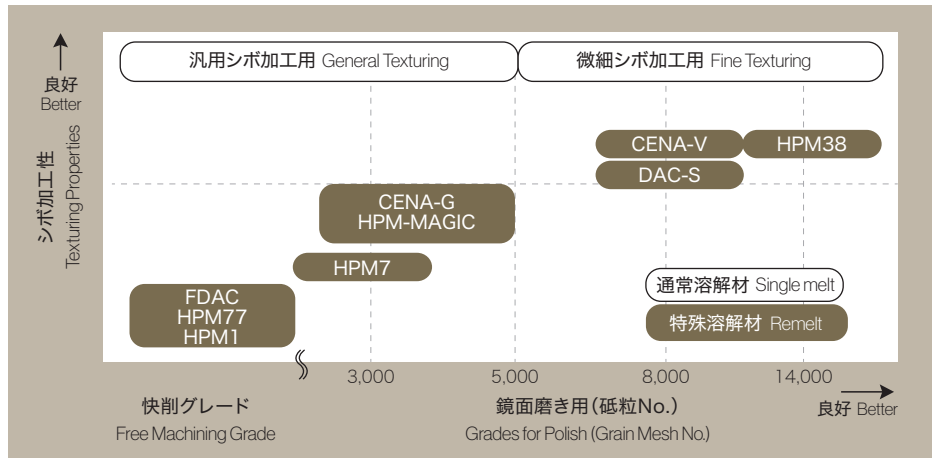 良好
Better
シボ加工性
Texturing Properties
汎用シボ加工用 General Texturing
微細シボ加工用 Fine Texturing
CENA-V
HPM38
DAC-S
CENA-G
HPM-MAGIC
HPM7
FDAC
HPM77
HPM1
通常溶解材 Single melt
特殊溶解材 Remelt
3,000
5,000
8,000
14,000
快削グレード
Free Machining Grade
鏡面磨き用(砥粒No.)
Grades for Polish (Grain Mesh No.)
良好 Better